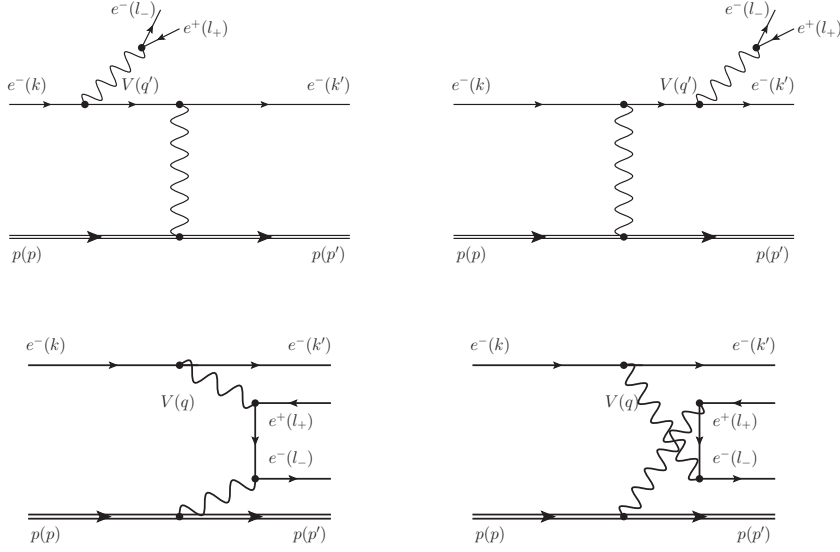 e⁻(l₋)
e⁺(l₊)
e⁻(k)
V(q′)
e⁻(k′)
p(p)
p(p′)
e⁻(l₋)
e⁺(l₊)
e⁻(k)
V(q′)
e⁻(k′)
p(p)
p(p′)
e⁻(k)
e⁻(k′)
V(q)
e⁺(l₊)
e⁻(l₋)
p(p)
p(p′)
e⁻(k)
e⁻(k′)
V(q)
e⁺(l₊)
e⁻(l₋)
p(p)
p(p′)